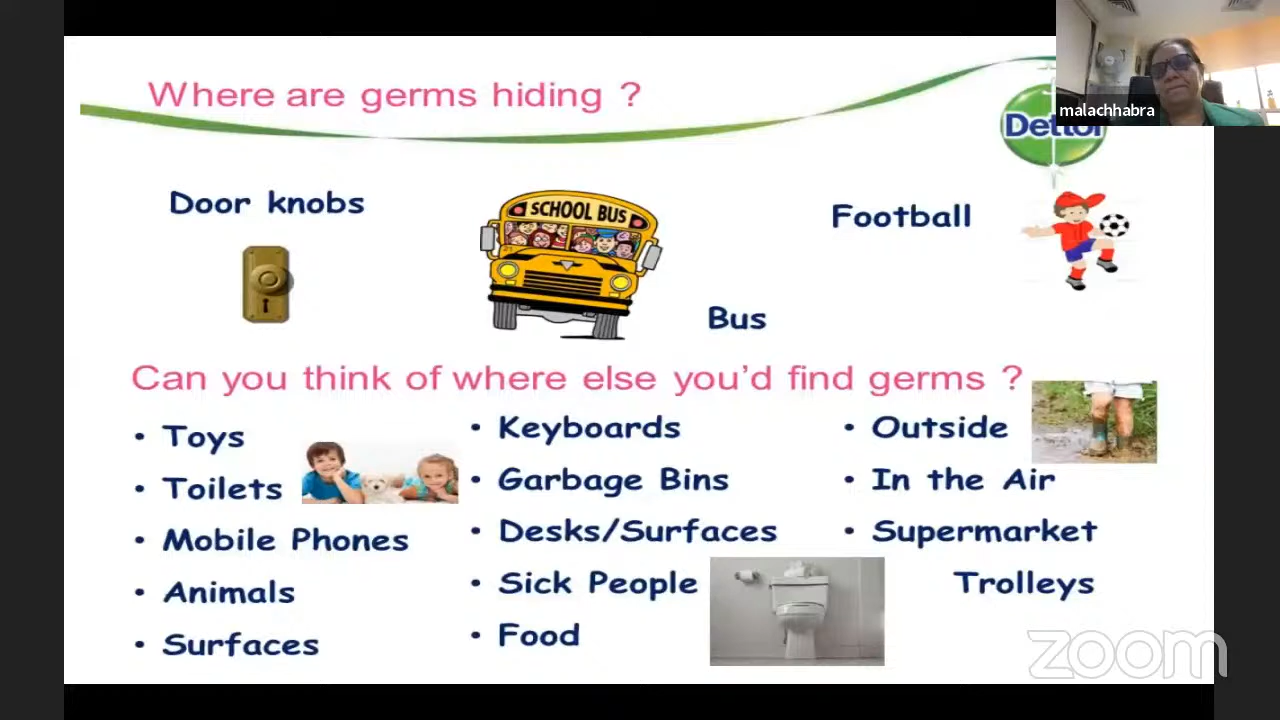 Where are germs hiding ?
malachhabra
Dettol
Door knobs
SCHOOL BUS
Football
Bus
Can you think of where else you'd find germs ?
• Toys
• Toilets
• Mobile Phones
• Animals
• Surfaces
• Keyboards
• Garbage Bins
• Desks/Surfaces
• Sick People
• Food
• Outside
• In the Air
• Supermarket
Trolleys
zoom